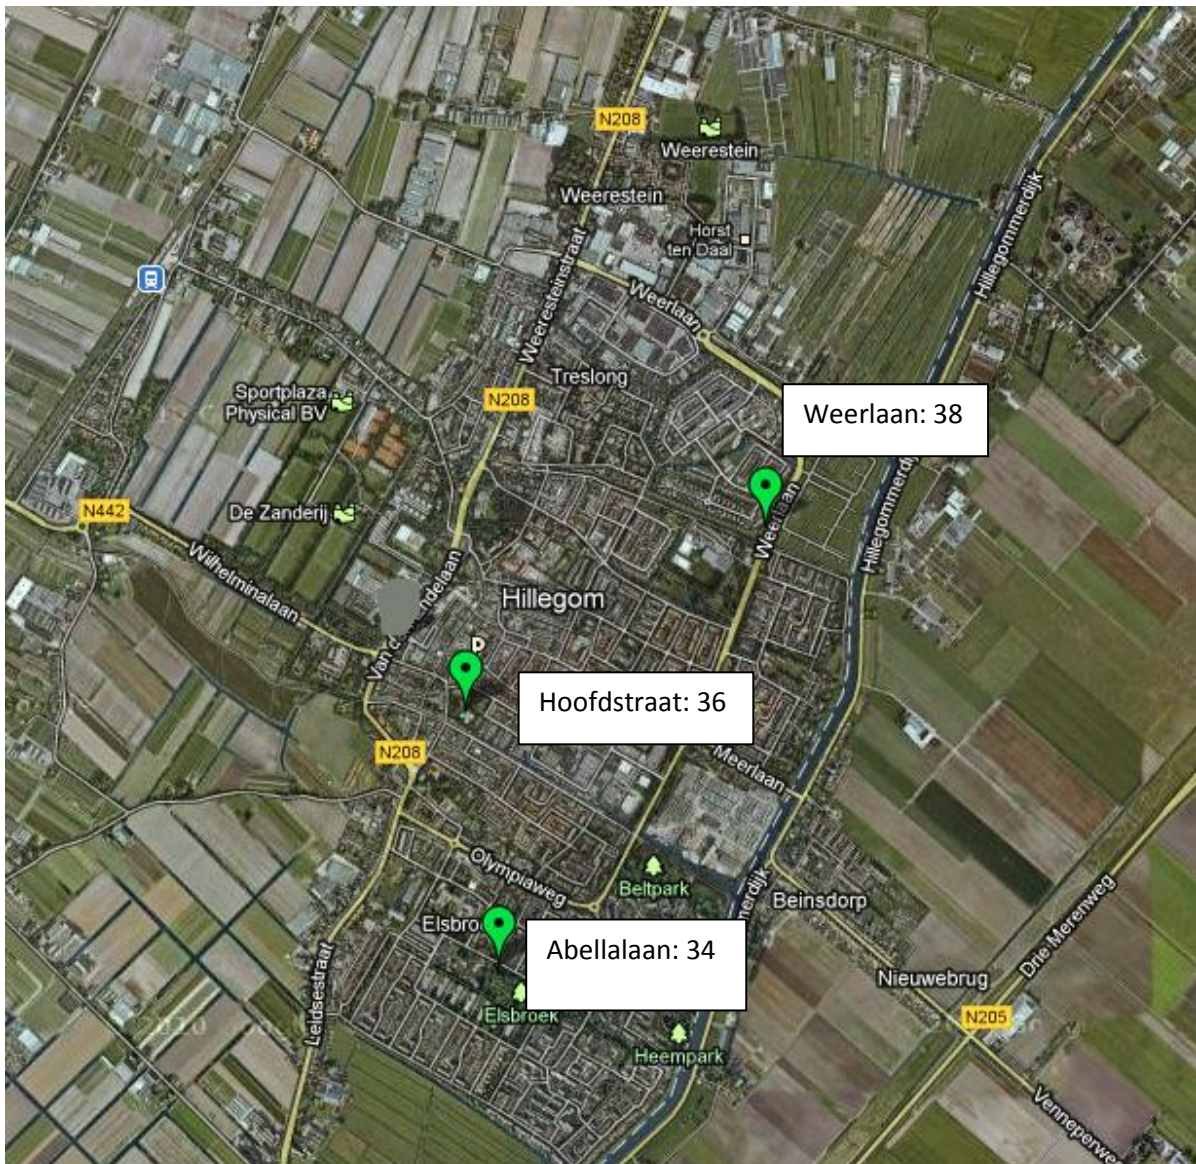 N208
Weerestein
Weerestein
Horst
ten Daal
Hillegommerdijk
Weeresteinstraat
Weerlaan
Treslong
Sportplaza
Physical BV
N208
Weerlaan: 38
N442
De Zanderij
Weerlaan
Hillegommerdijk
Wilhelminalaan
Hillegom
D
Hoofdstraat: 36
N208
Meerlaan
Olympiaweg
Beltpark
Beinsdorp
Drie Merenweg
Abellalaan: 34
Nieuwebrug
Leidsestraat
Elsbroek
N205
Heempark